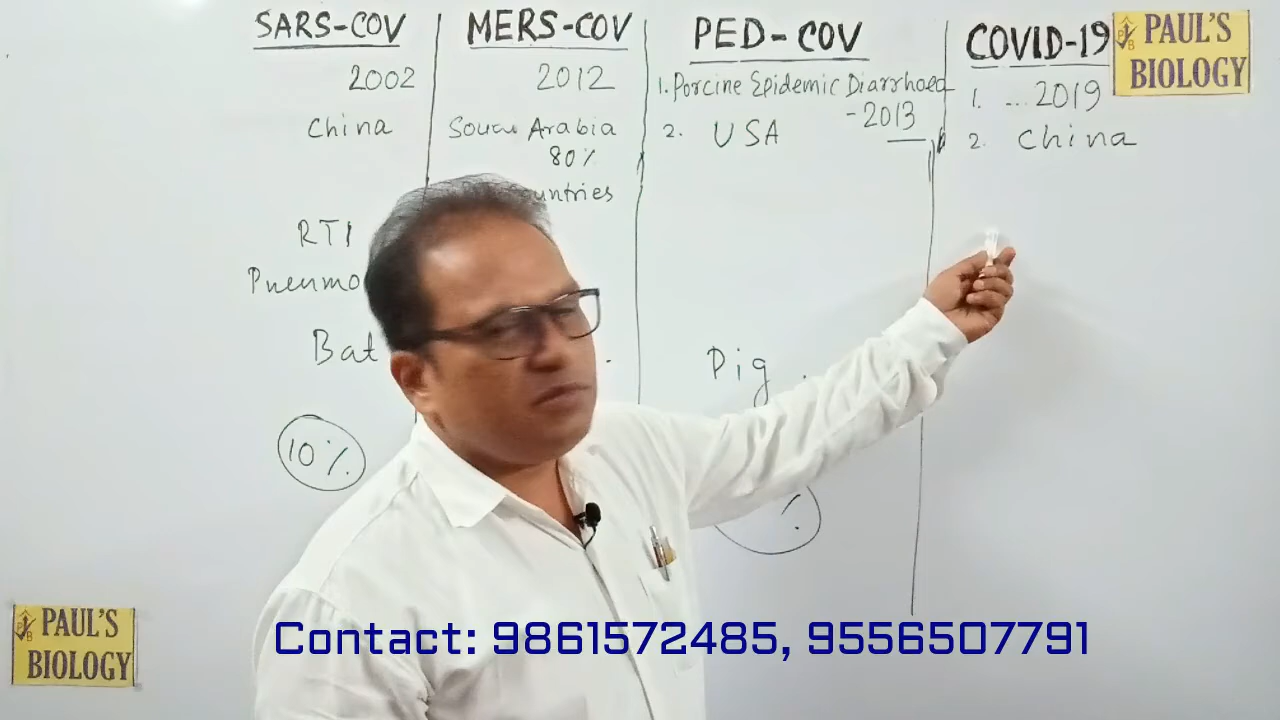 SARS-COV
2002
China
RTI
Pneumo
Bat
10%
MERS-COV
2012
Arabia
80%
untries
PED-COV
1. Porcine Epidemic Diarrhoea
-2013
2. USA
Pig
%
COVID-19
1. ...2019
2. China
PAUL'S
BIOLOGY
PAUL'S
BIOLOGY
Contact: 9861572485, 9556507791